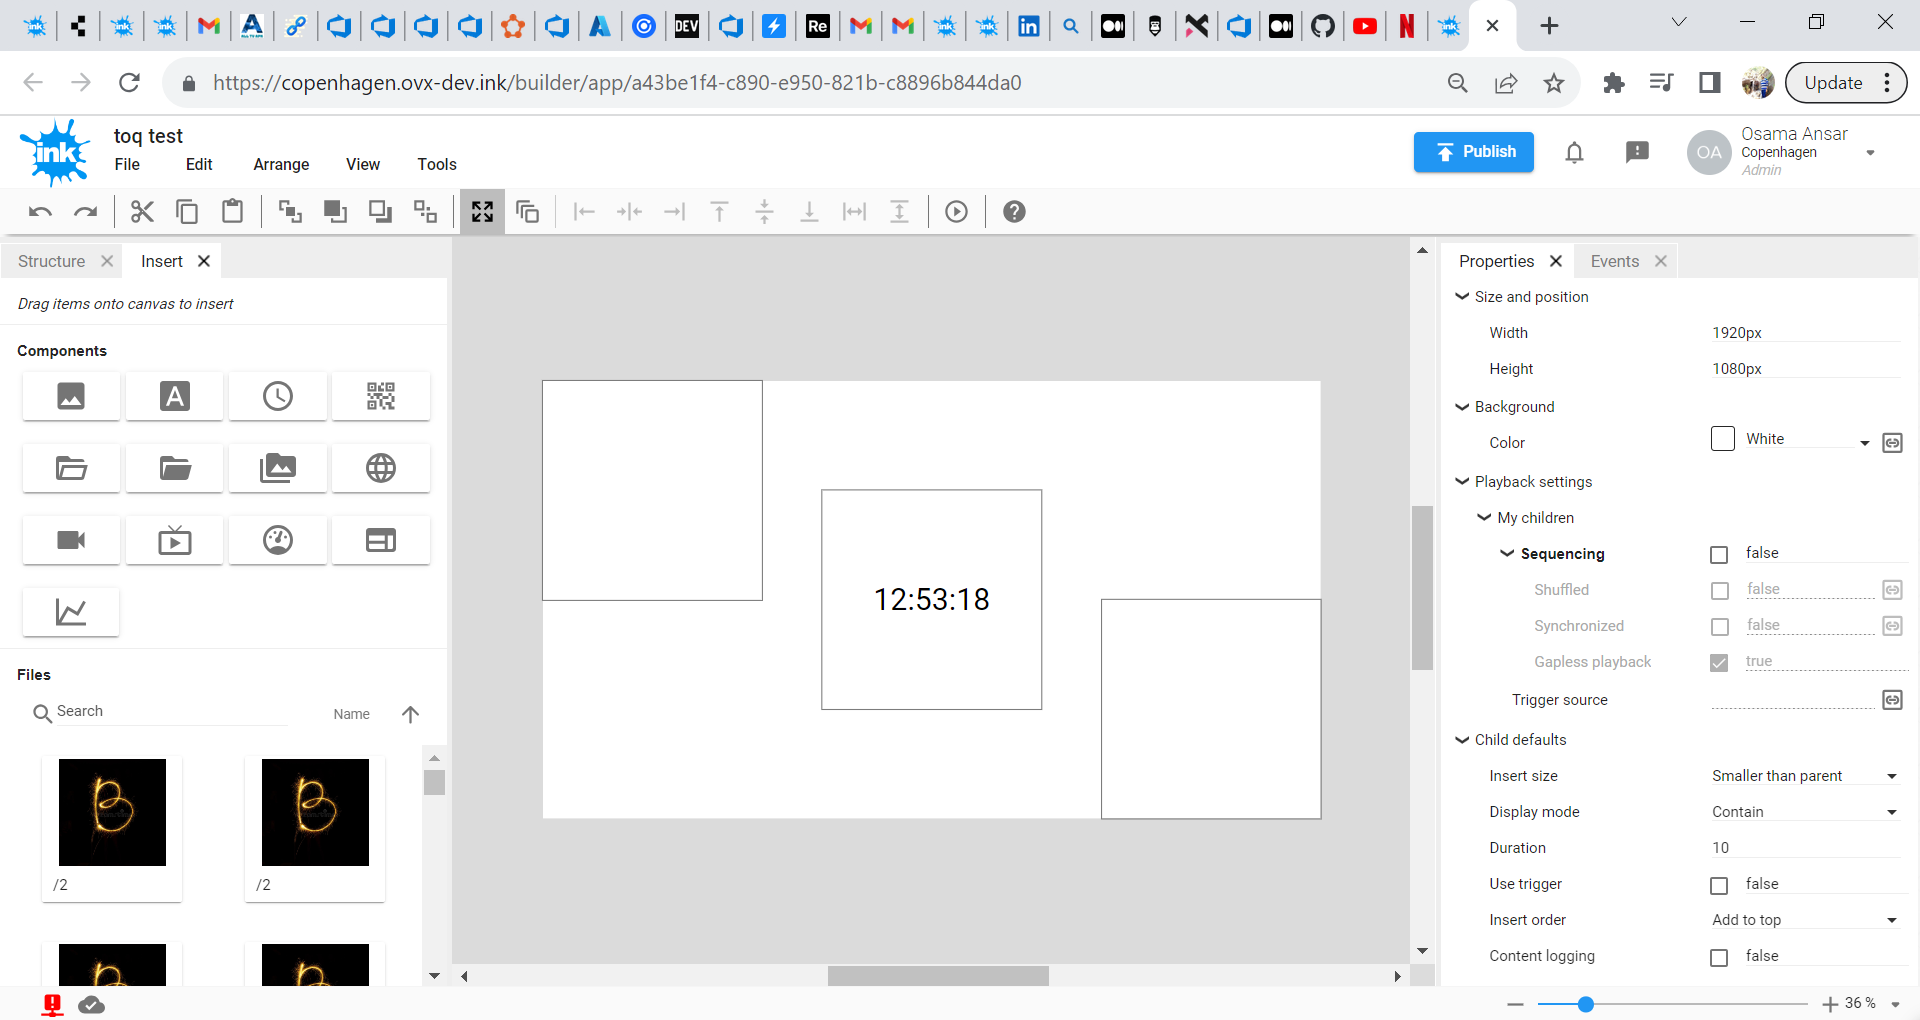 DEV
Re
in
N
https://copenhagen.ovx-dev.ink/builder/app/a43be1f4-c890-e950-821b-c8896b844da0
Update
ink
toq test
File Edit Arrange View Tools
Publish
OA
Osama Ansar
Copenhagen
Admin
Structure Insert
Drag items onto canvas to insert
Components
A
Files
Search
Name
/2
/2
12:53:18
Properties Events
Size and position
Width 1920px
Height 1080px
Background
Color White
Playback settings
My children
Sequencing false
Shuffled false
Synchronized false
Gapless playback true
Trigger source
Child defaults
Insert size Smaller than parent
Display mode Contain
Duration 10
Use trigger false
Insert order Add to top
Content logging false
36 %